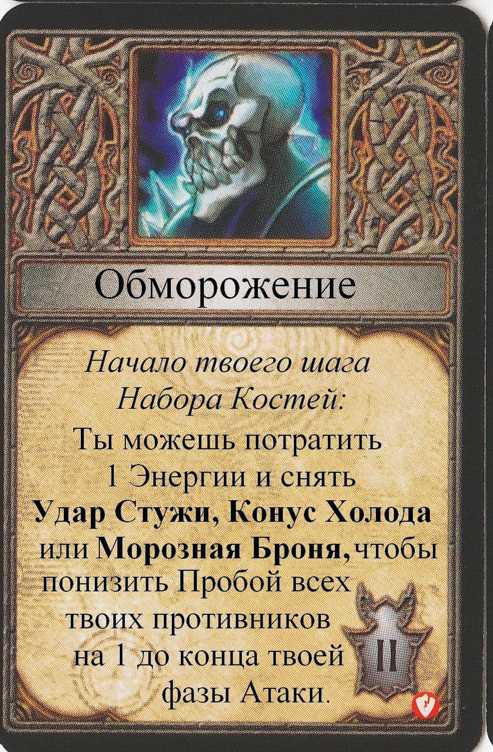 Обморожение
Начало твоего шага
Набора Костей:
Ты можешь потратить
1 Энергии и снять
Удар Стужи, Конус Холода
или Морозная Броня, чтобы
понизить Пробой всех
твоих противников
на 1 до конца твоей
фазы Атаки.
II